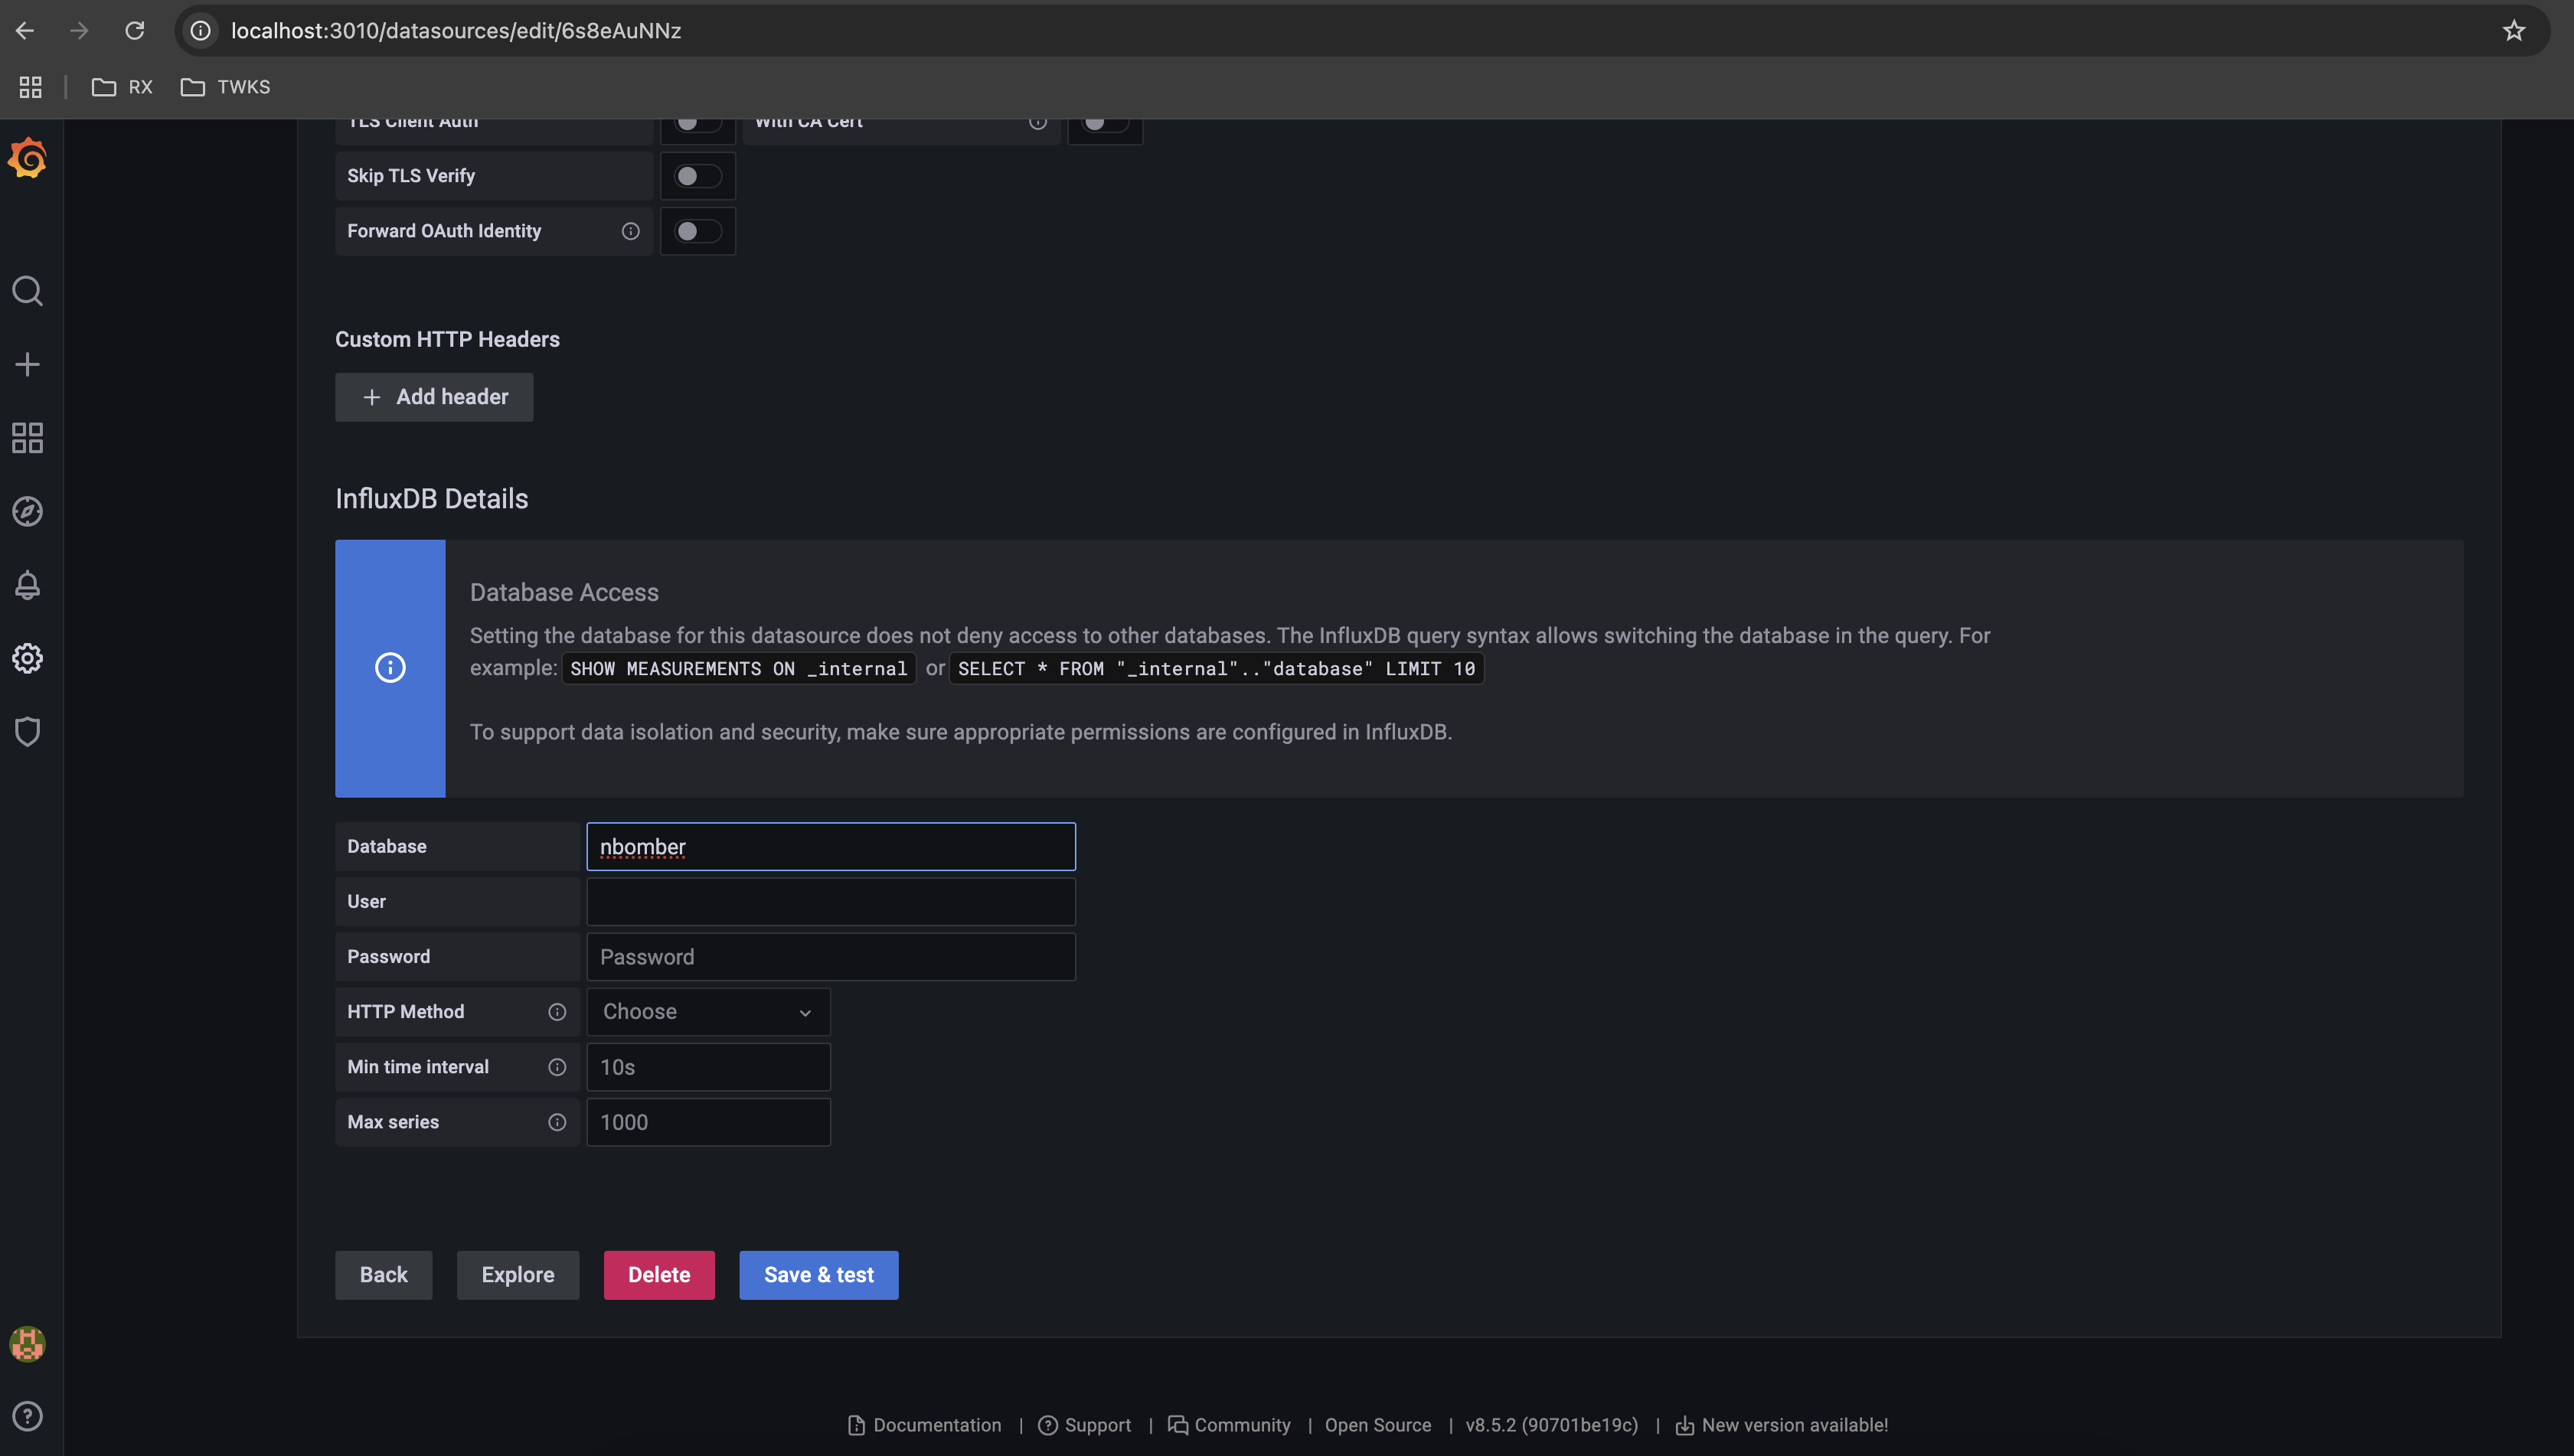 localhost:3010/datasources/edit/6s8eAuNNz
RX TWKS
TLS Client Auth With CA Cert
Skip TLS Verify
Forward OAuth Identity
Custom HTTP Headers
Add header
InfluxDB Details
Database Access
Setting the database for this datasource does not deny access to other databases. The InfluxDB query syntax allows switching the database in the query. For
example: SHOW MEASUREMENTS ON _internal or SELECT * FROM "_internal".."database" LIMIT 10
To support data isolation and security, make sure appropriate permissions are configured in InfluxDB.
Database nbomber
User
Password Password
HTTP Method Choose
Min time interval 10s
Max series 1000
Back Explore Delete Save & test
Documentation | Support | Community | Open Source | v8.5.2 (90701be19c) | New version available!